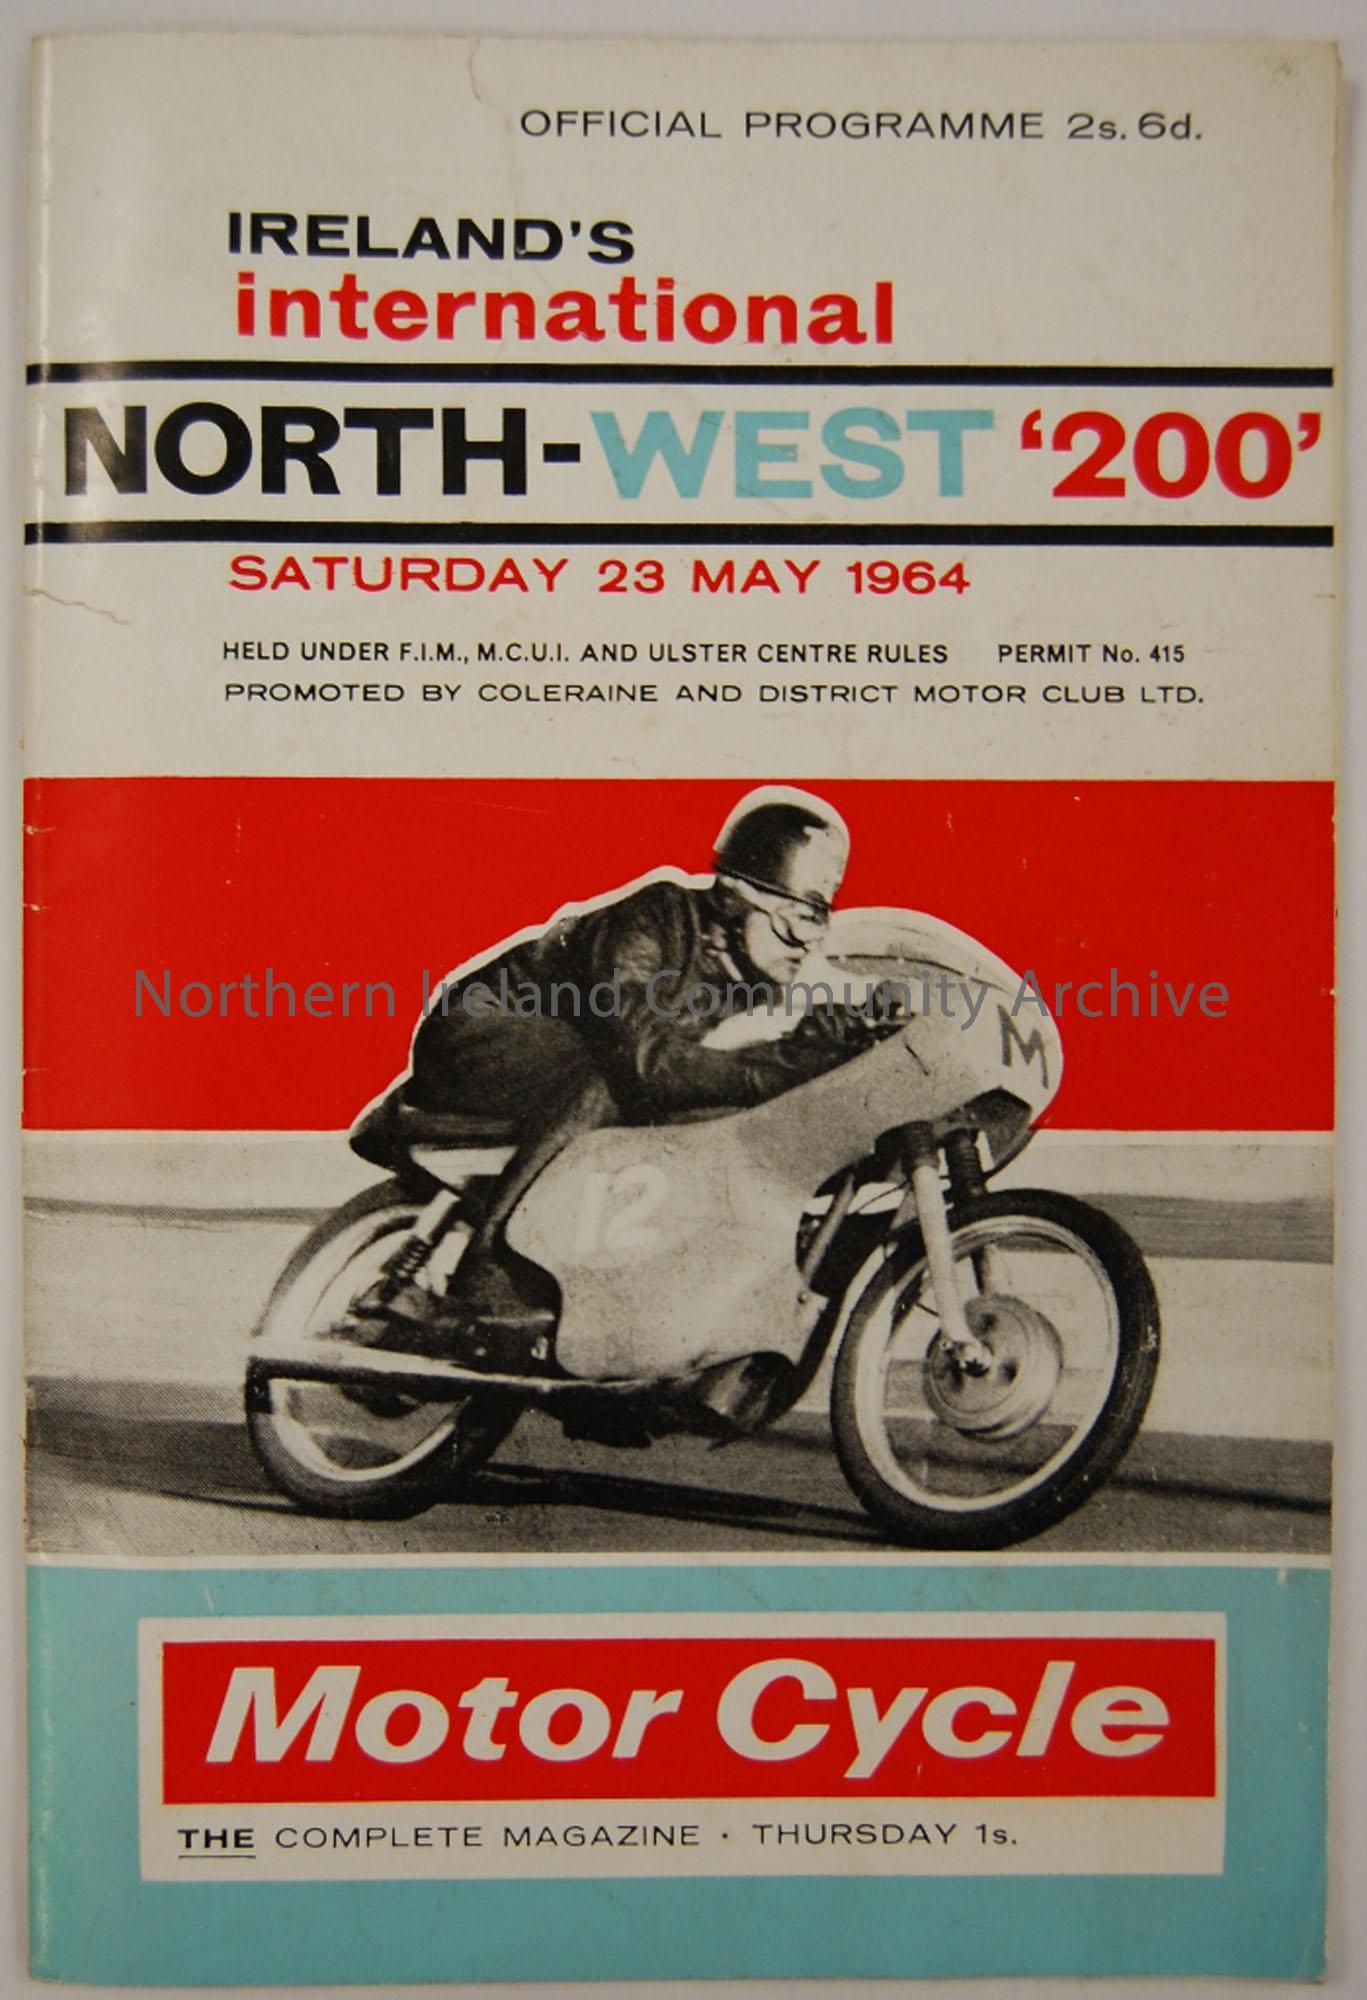 OFFICIAL PROGRAMME 2s. 6d.
IRELAND'S
international
NORTH-WEST ‘200’
SATURDAY 23 MAY 1964
HELD UNDER F.I.M., M.C.U.I. AND ULSTER CENTRE RULES PERMIT No. 415
PROMOTED BY COLERAINE AND DISTRICT MOTOR CLUB LTD.
Northern Ireland Community Archive
M
12
Motor Cycle
THE COMPLETE MAGAZINE · THURSDAY 1s.